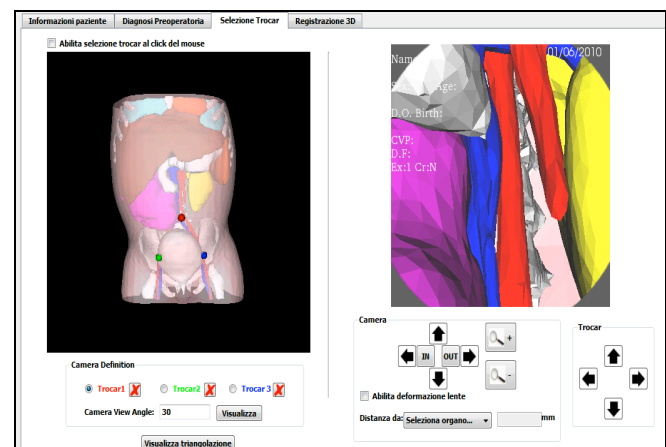 Informazioni paziente Diagnosi Preoperatoria Selezione Trocar Registrazione 3D
Abilita selezione trocar al click del mouse
01/06/2010
Name
Sex Age:
D.O. Birth:
CVP:
D.F:
Ex:1 Cr:N
Camera
Trocar
IN OUT
+
-
Abilita deformazione lente
Distanza da: Seleziona organo... mm
Camera Definition
Trocar1 Trocar2 Trocar 3
Camera View Angle: 30 Visualizza
Visualizza triangolazione